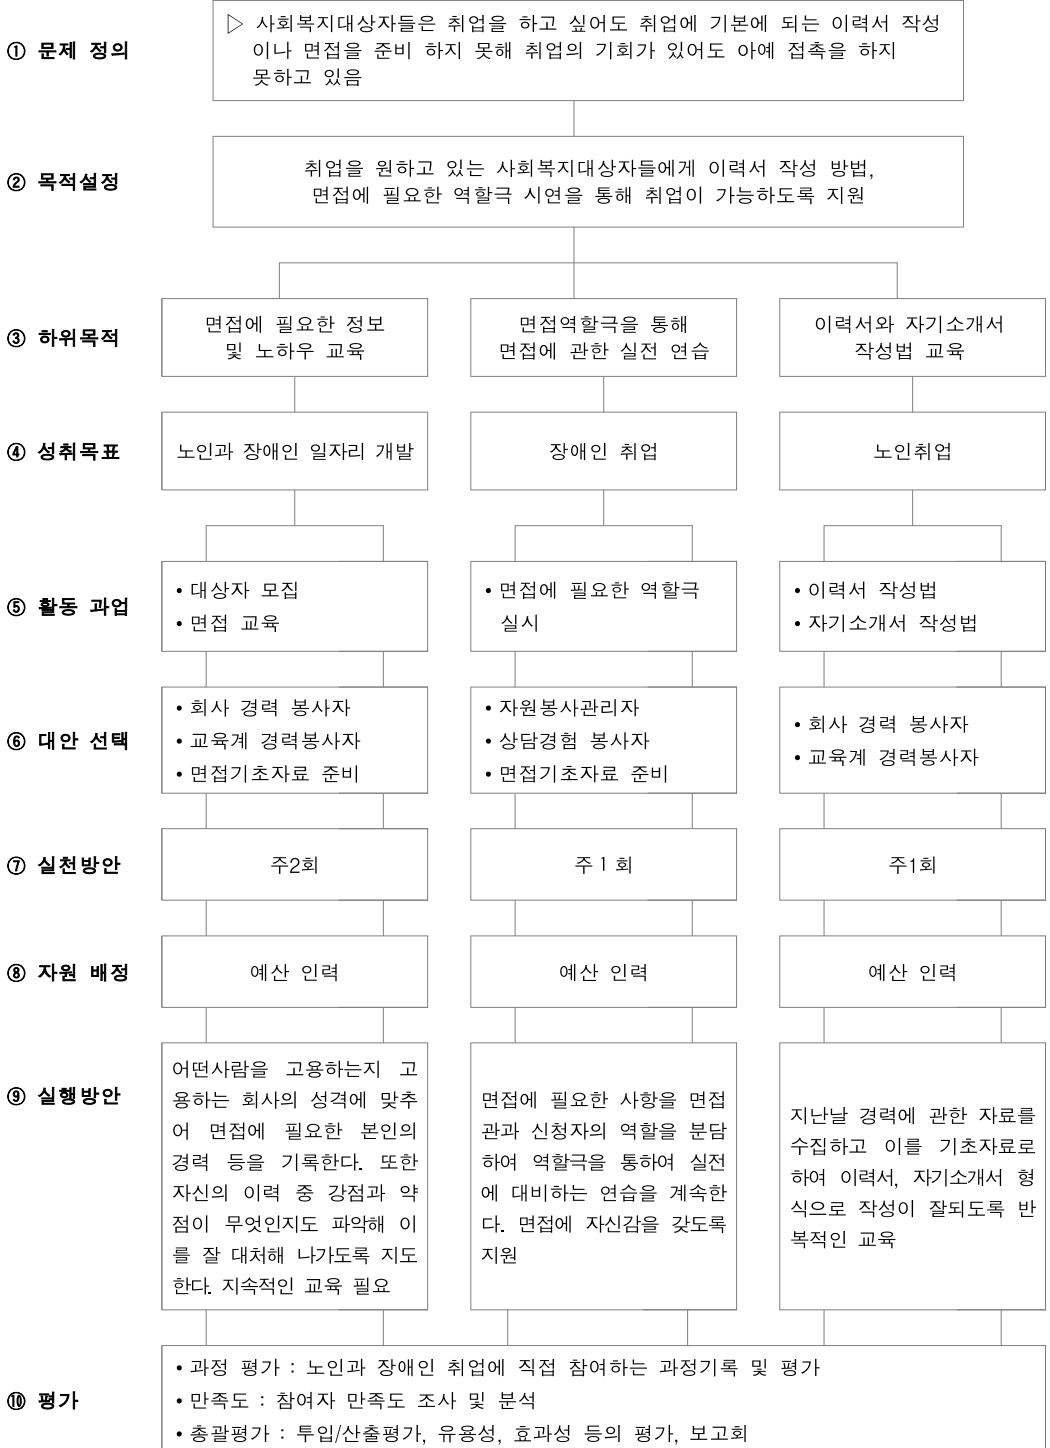 ① 문제 정의
▷ 사회복지대상자들은 취업을 하고 싶어도 취업에 기본에 되는 이력서 작성
이나 면접을 준비 하지 못해 취업의 기회가 있어도 아예 접촉을 하지
못하고 있음
② 목적설정
취업을 원하고 있는 사회복지대상자들에게 이력서 작성 방법,
면접에 필요한 역할극 시연을 통해 취업이 가능하도록 지원
③ 하위목적
면접에 필요한 정보
및 노하우 교육
면접역할극을 통해
면접에 관한 실전 연습
이력서와 자기소개서
작성법 교육
④ 성취목표
노인과 장애인 일자리 개발
장애인 취업
노인취업
⑤ 활동 과업
• 대상자 모집
• 면접 교육
• 면접에 필요한 역할극
실시
• 이력서 작성법
• 자기소개서 작성법
⑥ 대안 선택
• 회사 경력 봉사자
• 교육계 경력봉사자
• 면접기초자료 준비
• 자원봉사관리자
• 상담경험 봉사자
• 면접기초자료 준비
• 회사 경력 봉사자
• 교육계 경력봉사자
⑦ 실천방안
주2회
주 1 회
주1회
⑧ 자원 배정
예산 인력
예산 인력
예산 인력
⑨ 실행방안
어떤사람을 고용하는지 고
용하는 회사의 성격에 맞추
어 면접에 필요한 본인의
경력 등을 기록한다. 또한
자신의 이력 중 강점과 약
점이 무엇인지도 파악해 이
를 잘 대처해 나가도록 지도
한다. 지속적인 교육 필요
면접에 필요한 사항을 면접
관과 신청자의 역할을 분담
하여 역할극을 통하여 실전
에 대비하는 연습을 계속한
다. 면접에 자신감을 갖도록
지원
지난날 경력에 관한 자료를
수집하고 이를 기초자료로
하여 이력서, 자기소개서 형
식으로 작성이 잘되도록 반
복적인 교육
⑩ 평가
• 과정 평가 : 노인과 장애인 취업에 직접 참여하는 과정기록 및 평가
• 만족도 : 참여자 만족도 조사 및 분석
• 총괄평가 : 투입/산출평가, 유용성, 효과성 등의 평가, 보고회